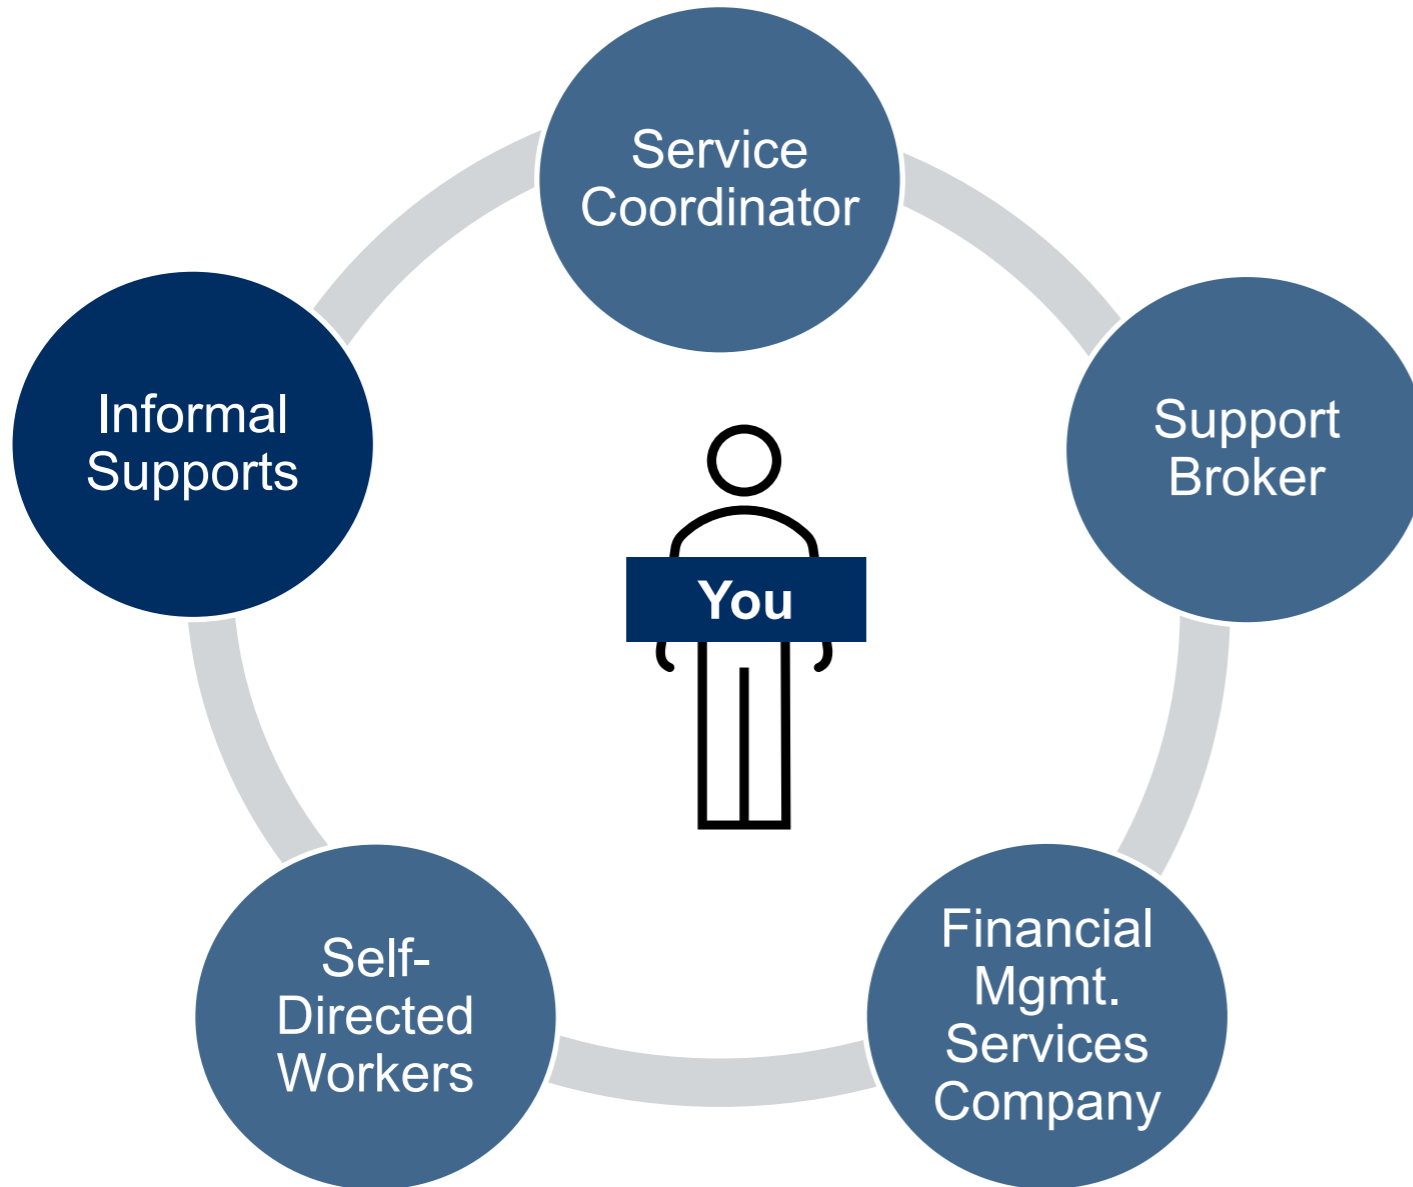 Service
Coordinator
Informal
Supports
Support
Broker
You
Self-
Directed
Workers
Financial
Mgmt.
Services
Company